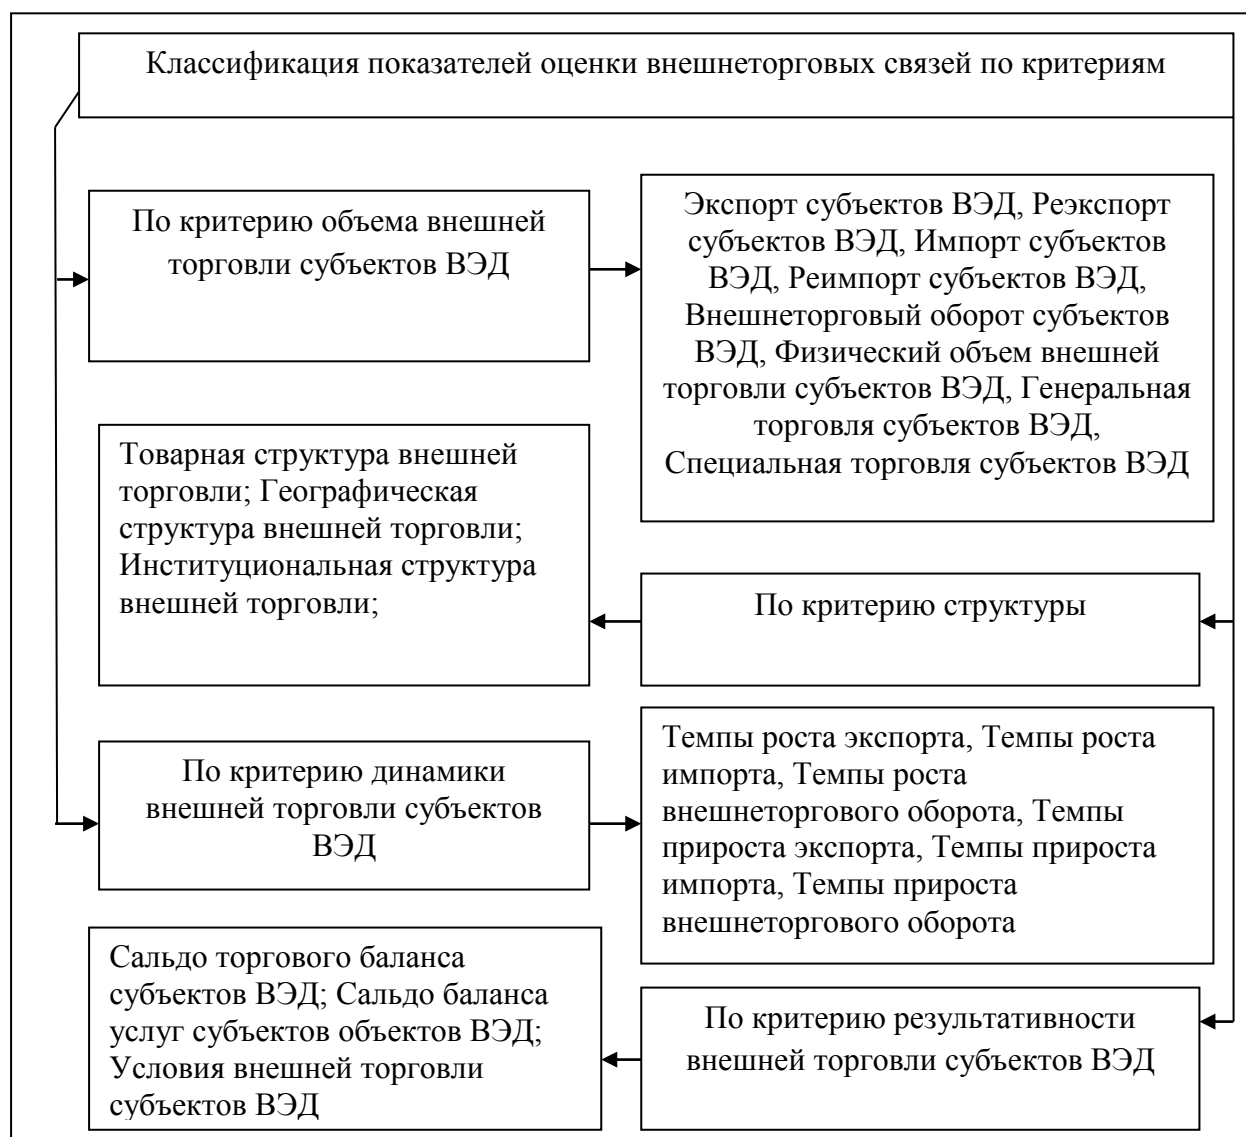 Классификация показателей оценки внешнеторговых связей по критериям
По критерию объема внешней
торговли субъектов ВЭД
Экспорт субъектов ВЭД, Реэкспорт
субъектов ВЭД, Импорт субъектов
ВЭД, Реимпорт субъектов ВЭД,
Внешнеторговый оборот субъектов
ВЭД, Физический объем внешней
торговли субъектов ВЭД, Генеральная
торговля субъектов ВЭД,
Специальная торговля субъектов ВЭД
Товарная структура внешней
торговли; Географическая
структура внешней торговли;
Институциональная структура
внешней торговли;
По критерию структуры
По критерию динамики
внешней торговли субъектов
ВЭД
Темпы роста экспорта, Темпы роста
импорта, Темпы роста
внешнеторгового оборота, Темпы
прироста экспорта, Темпы прироста
импорта, Темпы прироста
внешнеторгового оборота
Сальдо торгового баланса
субъектов ВЭД; Сальдо баланса
услуг субъектов объектов ВЭД;
Условия внешней торговли
субъектов ВЭД
По критерию результативности
внешней торговли субъектов ВЭД